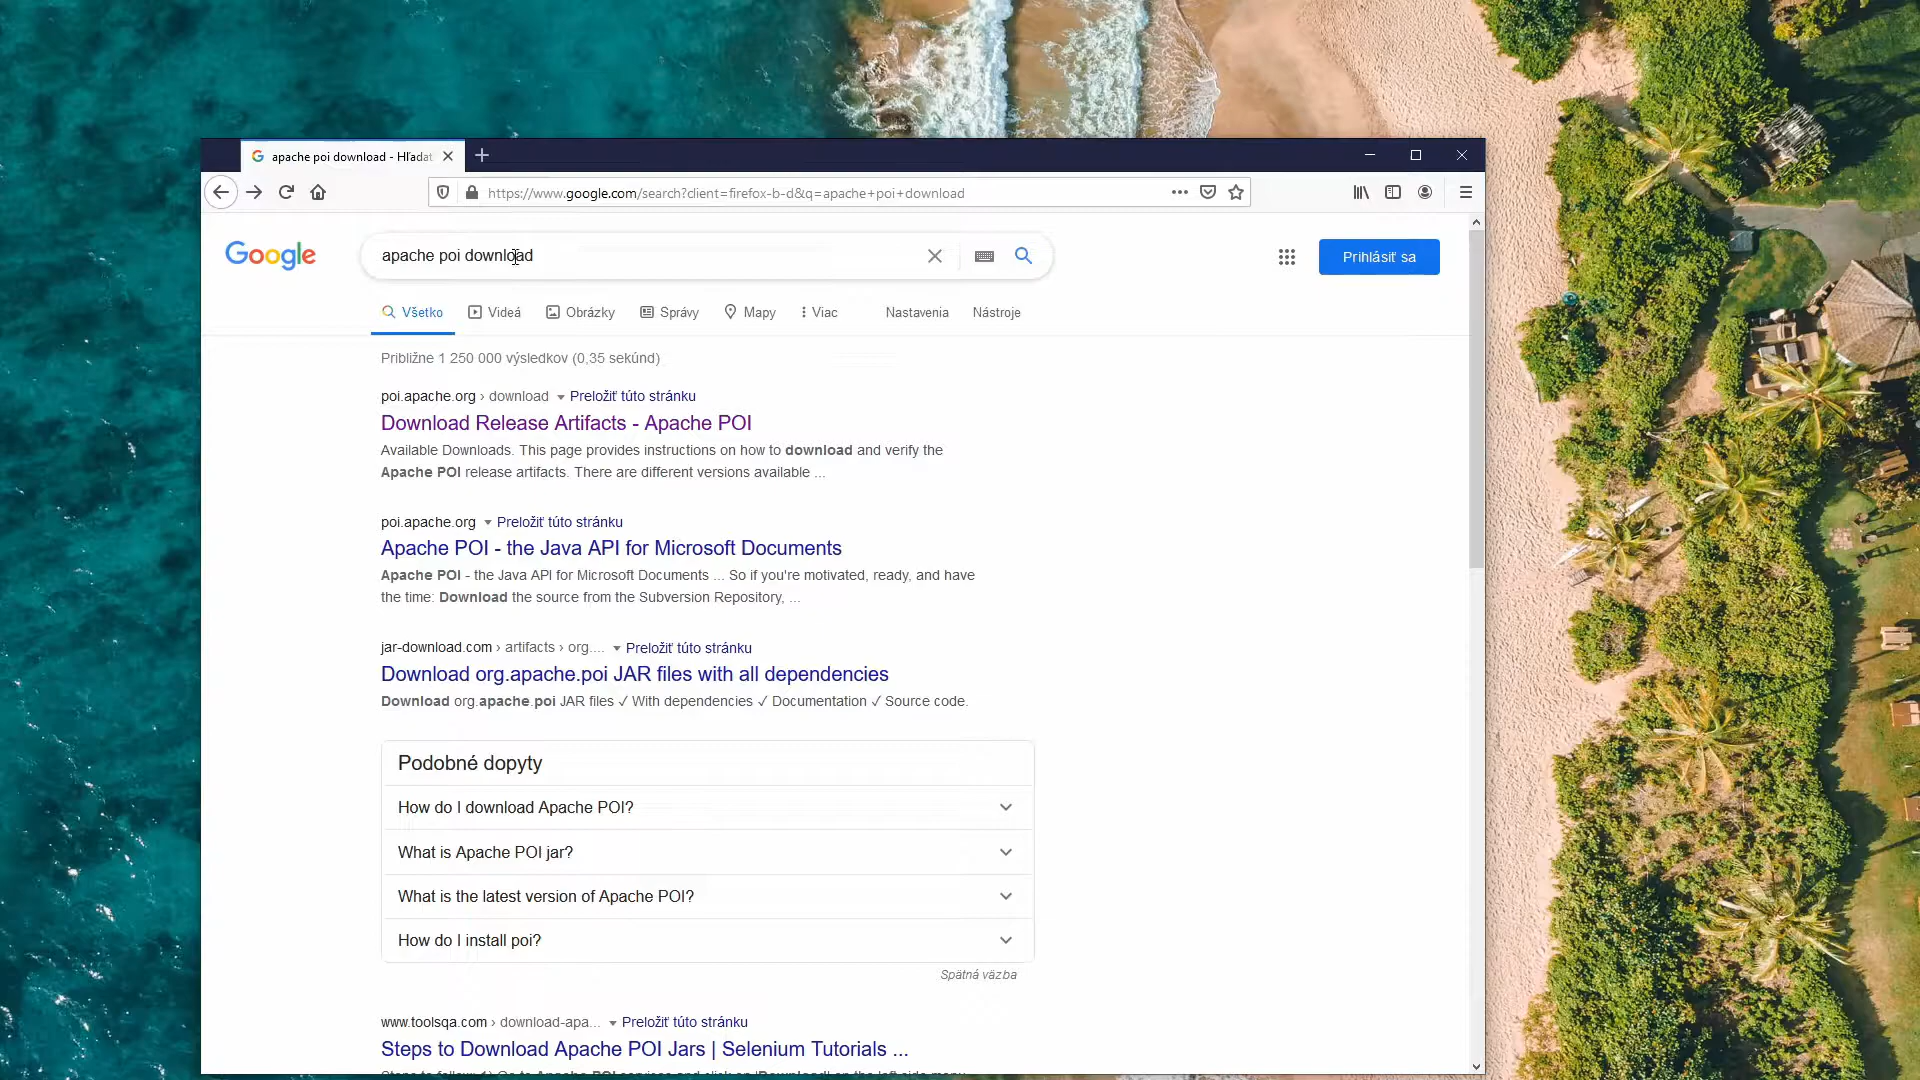 apache poi download - Hľadat
https://www.google.com/search?client=firefox-b-d&q=apache+poi+download
Google
apache poi download
Prihlásiť sa
Všetko
Videá
Obrázky
Správy
Mapy
Viac
Nastavenia
Nástroje
Približne 1 250 000 výsledkov (0,35 sekúnd)
poi.apache.org › download Preložiť túto stránku
Download Release Artifacts - Apache POI
Available Downloads. This page provides instructions on how to download and verify the
Apache POI release artifacts. There are different versions available ...
poi.apache.org Preložiť túto stránku
Apache POI - the Java API for Microsoft Documents
Apache POI - the Java API for Microsoft Documents ... So if you're motivated, ready, and have
the time: Download the source from the Subversion Repository, ...
jar-download.com › artifacts › org.... Preložiť túto stránku
Download org.apache.poi JAR files with all dependencies
Download org.apache.poi JAR files ✓ With dependencies ✓ Documentation ✓ Source code.
Podobné dopyty
How do I download Apache POI?
What is Apache POI jar?
What is the latest version of Apache POI?
How do I install poi?
Spätná väzba
www.toolsqa.com › download-apa... Preložiť túto stránku
Steps to Download Apache POI Jars | Selenium Tutorials ...